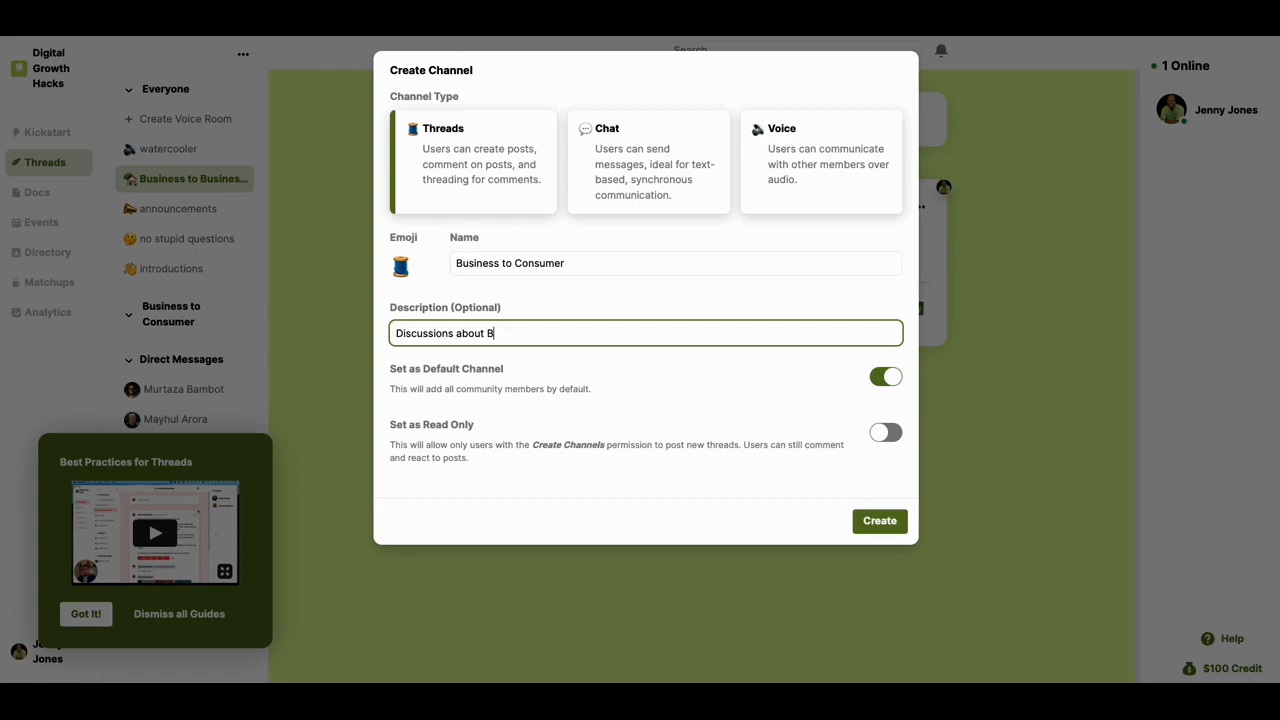 Digital
Growth
Hacks
Kickstart
Threads
Docs
Events
Directory
Matchups
Analytics
Everyone
Create Voice Room
watercooler
Business to Busines...
announcements
no stupid questions
introductions
Business to
Consumer
Direct Messages
Murtaza Bambot
Mayhul Arora
Best Practices for Threads
Got It!
Dismiss all Guides
Jones
Search
Create Channel
Channel Type
Threads
Users can create posts,
comment on posts, and
threading for comments.
Chat
Users can send
messages, ideal for text-
based, synchronous
communication.
Voice
Users can communicate
with other members over
audio.
Emoji
Name
Business to Consumer
Description (Optional)
Discussions about B
Set as Default Channel
This will add all community members by default.
Set as Read Only
This will allow only users with the Create Channels permission to post new threads. Users can still comment
and react to posts.
Create
1 Online
Jenny Jones
Help
$100 Credit